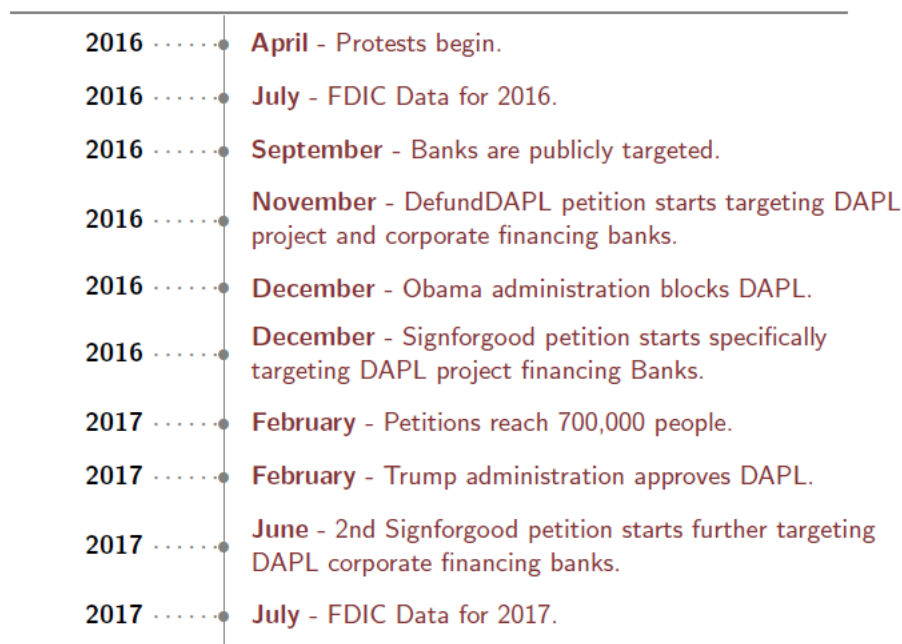 2016 ······ April - Protests begin.
2016 ······ July - FDIC Data for 2016.
2016 ······ September - Banks are publicly targeted.
2016 ······ November - DefundDAPL petition starts targeting DAPL
project and corporate financing banks.
2016 ······ December - Obama administration blocks DAPL.
2016 ······ December - Signforgood petition starts specifically
targeting DAPL project financing Banks.
2017 ······ February - Petitions reach 700,000 people.
2017 ······ February - Trump administration approves DAPL.
2017 ······ June - 2nd Signforgood petition starts further targeting
DAPL corporate financing banks.
2017 ······ July - FDIC Data for 2017.